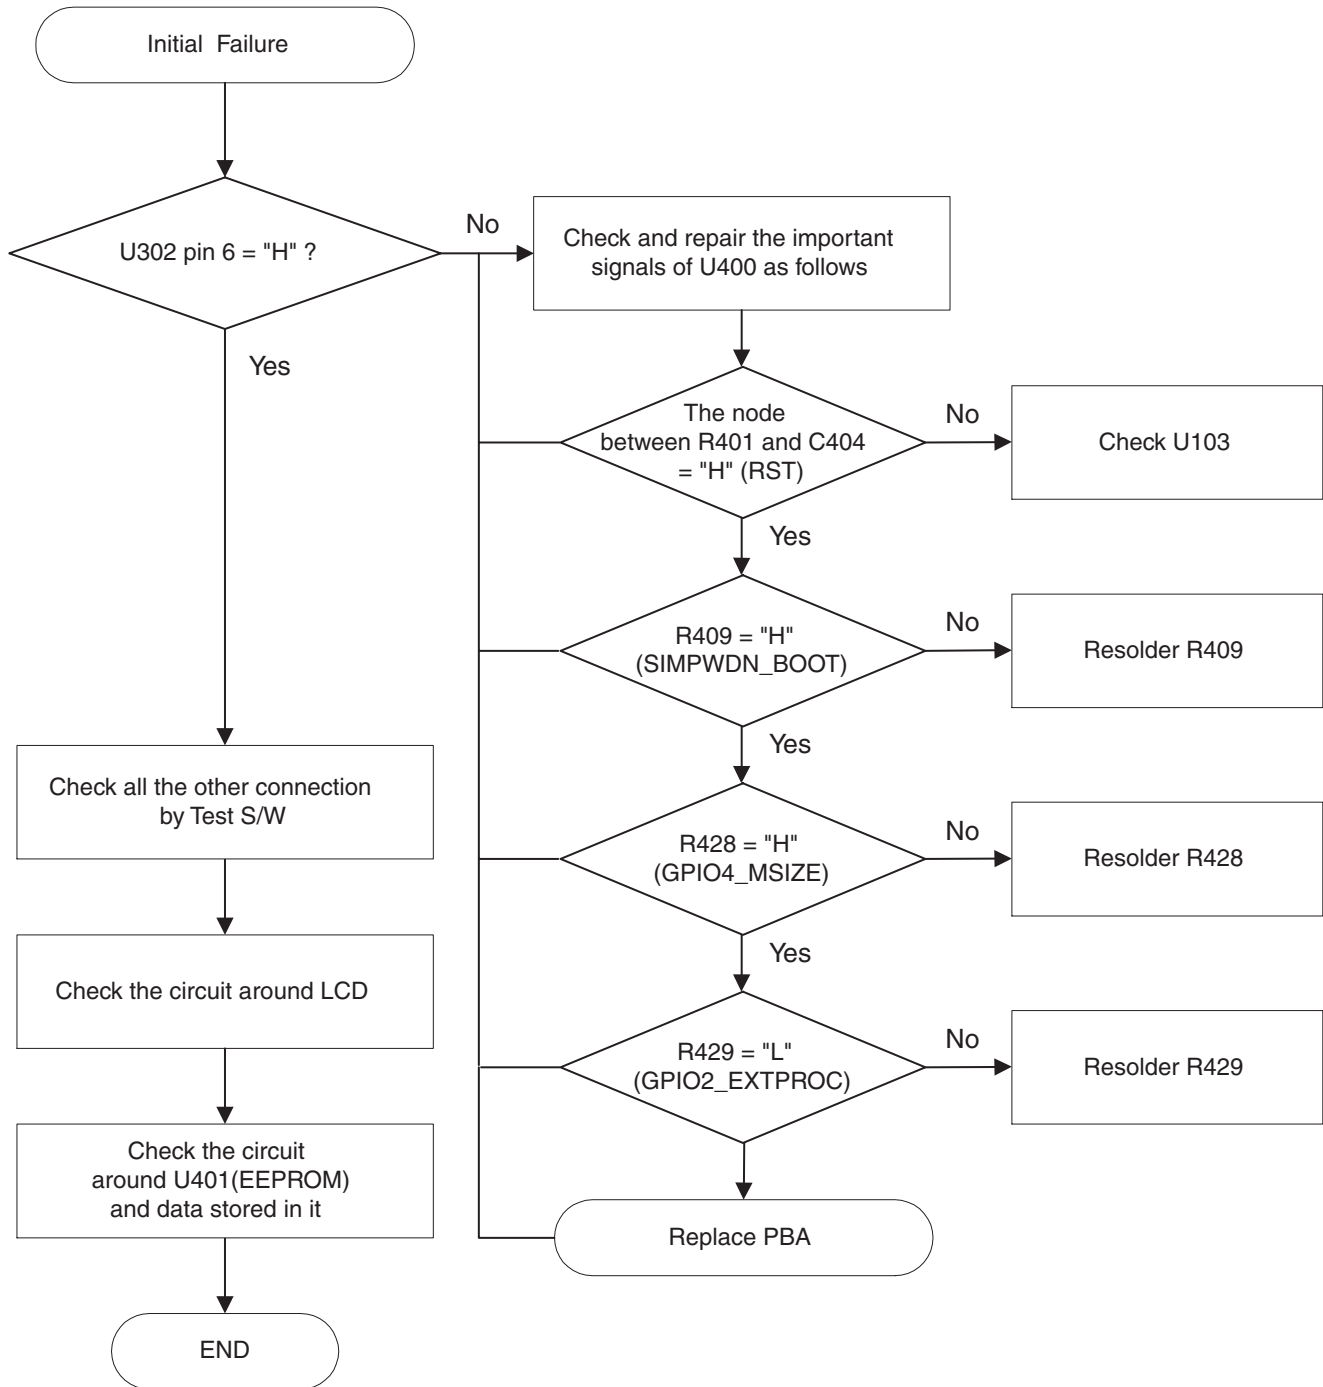 Initial Failure
U302 pin 6 = "H" ?
No
Check and repair the important
signals of U400 as follows
Yes
The node
between R401 and C404
= "H" (RST)
No
Check U103
Yes
R409 = "H"
(SIMPWDN_BOOT)
No
Resolder R409
Yes
Check all the other connection
by Test S/W
R428 = "H"
(GPIO4_MSIZE)
No
Resolder R428
Yes
Check the circuit around LCD
R429 = "L"
(GPIO2_EXTPROC)
No
Resolder R429
Check the circuit
around U401(EEPROM)
and data stored in it
Replace PBA
END